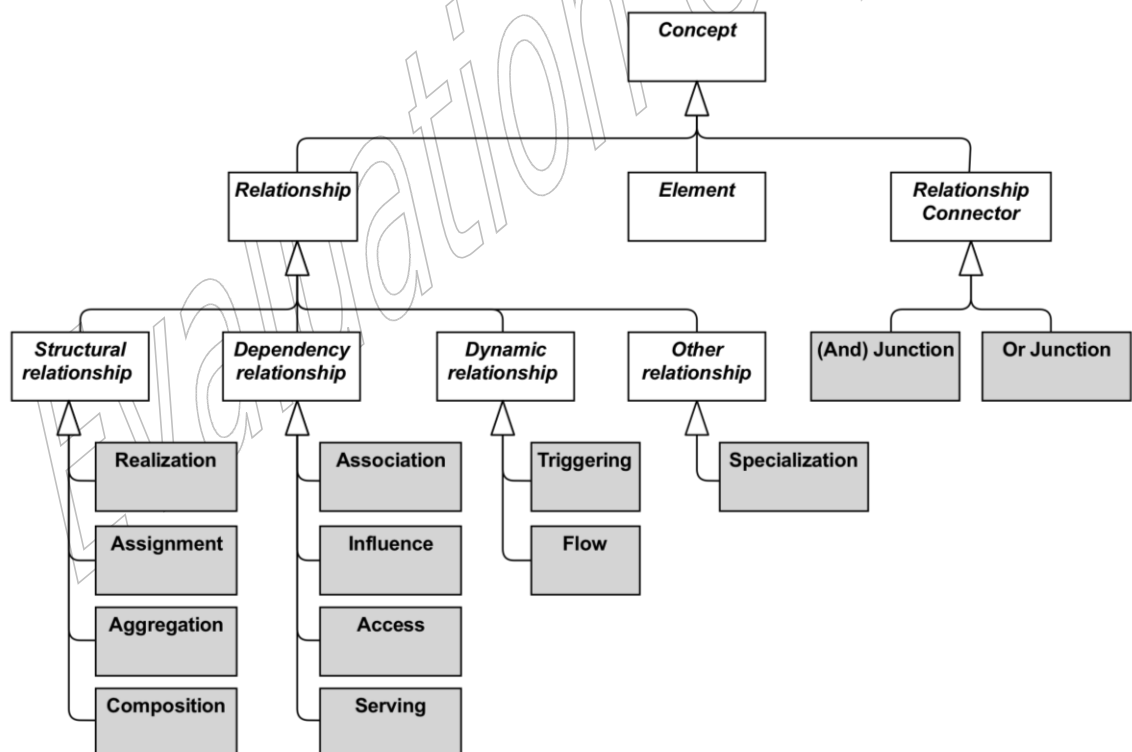 Concept
Relationship
Element
Relationship
Connector
Structural
relationship
Dependency
relationship
Dynamic
relationship
Other
relationship
(And) Junction
Or Junction
Realization
Association
Triggering
Specialization
Assignment
Influence
Flow
Aggregation
Access
Composition
Serving
Evaluation